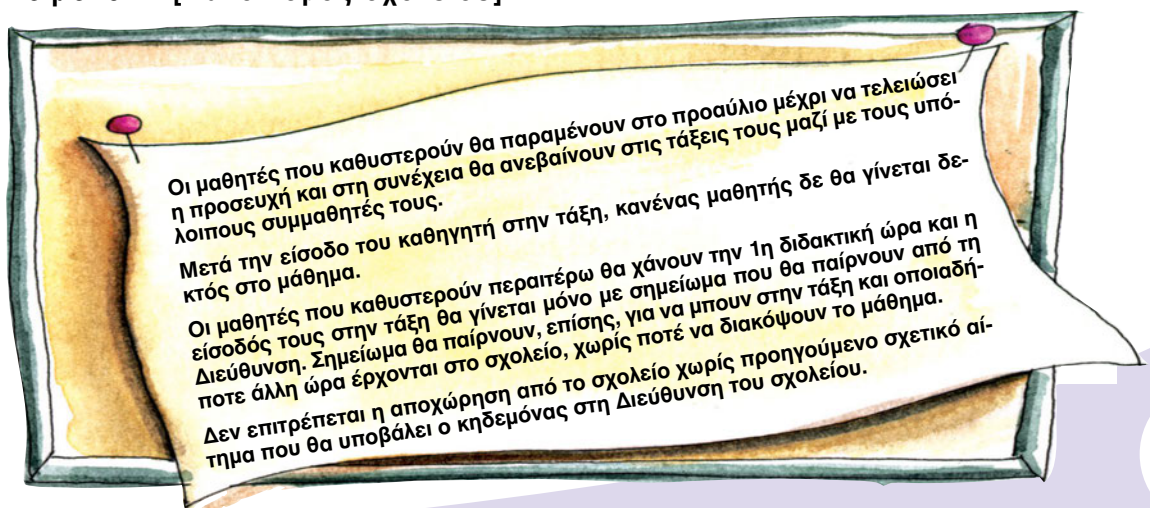 Οι μαθητές που καθυστερούν θα παραμένουν στο προαύλιο μέχρι να τελειώσει
η προσευχή και στη συνέχεια θα ανεβαίνουν στις τάξεις τους μαζί με τους υπό-
λοιπους συμμαθητές τους.
Μετά την είσοδο του καθηγητή στην τάξη, κανένας μαθητής δε θα γίνεται δε-
κτός στο μάθημα.
Οι μαθητές που καθυστερούν περαιτέρω θα χάνουν την 1η διδακτική ώρα και η
είσοδός τους στην τάξη θα γίνεται μόνο με σημείωμα που θα παίρνουν από τη
Διεύθυνση. Σημείωμα θα παίρνουν, επίσης, για να μπουν στην τάξη και οποιαδή-
ποτε άλλη ώρα έρχονται στο σχολείο, χωρίς ποτέ να διακόψουν το μάθημα.
Δεν επιτρέπεται η αποχώρηση από το σχολείο χωρίς προηγούμενο σχετικό αί-
τημα που θα υποβάλει ο κηδεμόνας στη Διεύθυνση του σχολείου.